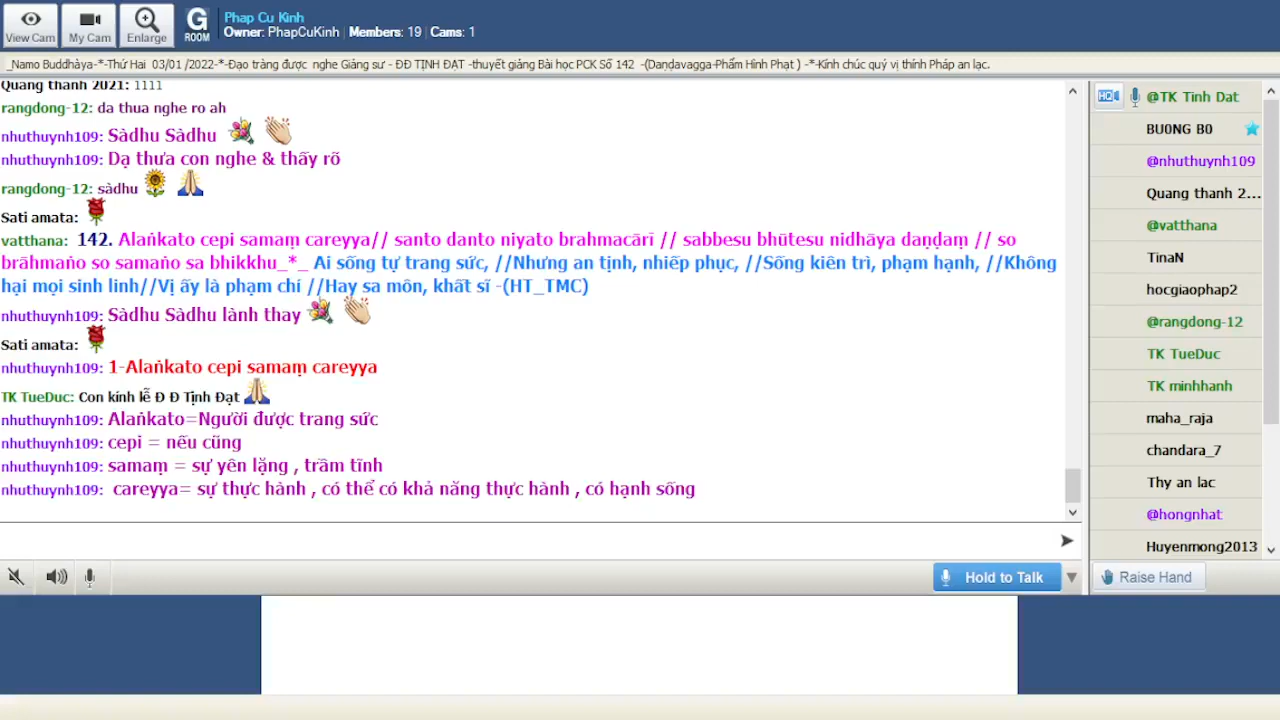 View Cam
My Cam
Enlarge
G
ROOM
Phap Cu Kinh
Owner: PhapCuKinh | Members: 19 | Cams: 1
_Namo Buddhàya-*-Thứ Hai 03/01 /2022-*-Đạo tràng được nghe Giảng sư - ĐĐ TỊNH ĐẠT -thuyết giảng Bài học PCK Số 142 -(Daṇḍavagga-Phẩm Hình Phạt ) -*-Kính chúc quý vị thính Pháp an lạc.
Quang thanh 2021: 1111
rangdong-12: da thua nghe ro ah
nhuthuynh109: Sàdhu Sàdhu
nhuthuynh109: Dạ thưa con nghe & thấy rõ
rangdong-12: sàdhu
Sati amata:
vatthana: 142. Alaṅkato cepi samaṃ careyya// santo danto niyato brahmacārī // sabbesu bhūtesu nidhāya daṇḍaṃ // so
brāhmaṅo so samaṅo sa bhikkhu_*_ Ai sống tự trang sức, //Nhưng an tịnh, nhiếp phục, //Sống kiên trì, phạm hạnh, //Không
hại mọi sinh linh//Vị ấy là phạm chí //Hay sa môn, khất sĩ -(HT_TMC)
nhuthuynh109: Sàdhu Sàdhu lành thay
Sati amata:
nhuthuynh109: 1-Alaṅkato cepi samaṃ careyya
TK TueDuc: Con kính lễ Đ Đ Tịnh Đạt
nhuthuynh109: Alaṅkato=Người được trang sức
nhuthuynh109: cepi = nếu cũng
nhuthuynh109: samaṃ = sự yên lặng , trầm tĩnh
nhuthuynh109: careyya= sự thực hành , có thể có khả năng thực hành , có hạnh sống
HD
@TK Tinh Dat
BU0NG B0
@nhuthuynh109
Quang thanh 2...
@vatthana
TinaN
hocgiaophap2
@rangdong-12
TK TueDuc
TK minhhanh
maha_raja
chandara_7
Thy an lac
@hongnhat
Huyenmong2013
Hold to Talk
Raise Hand